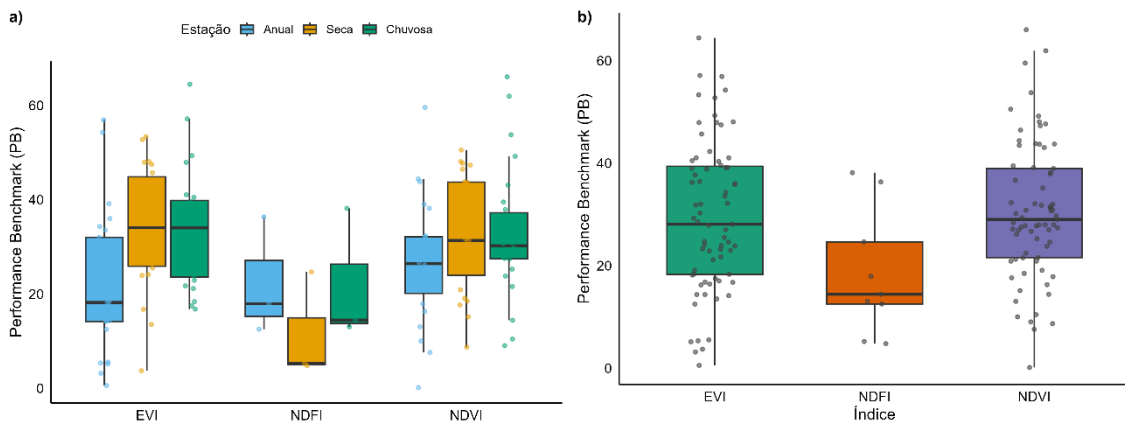 a)
Estação Anual Seca Chuvosa
Performance Benchmark (PB)
60
40
20
0
EVI NDFI NDVI
b)
Performance Benchmark (PB)
60
40
20
0
EVI NDFI NDVI
Índice